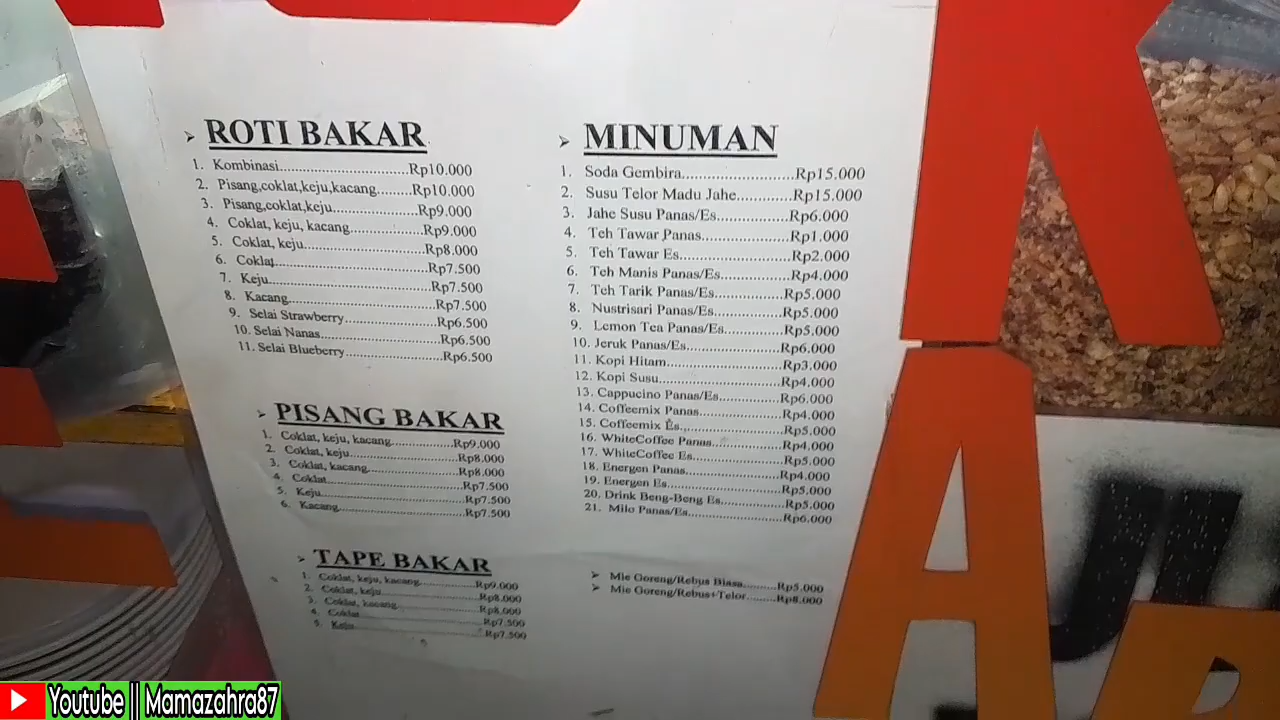 ROTI BAKAR
1. Kombinasi.....Rp10.000
2. Pisang,coklat,keju,kacang.....Rp10.000
3. Pisang,coklat,keju.....Rp9.000
4. Coklat, keju, kacang.....Rp9.000
5. Coklat, keju.....Rp8.000
6. Coklat.....Rp7.500
7. Keju.....Rp7.500
8. Kacang.....Rp7.500
9. Selai Strawberry.....Rp6.500
10. Selai Nanas.....Rp6.500
11. Selai Blueberry.....Rp6.500
PISANG BAKAR
1. Coklat, keju, kacang.....Rp9.000
2. Coklat, keju.....Rp8.000
3. Coklat, kacang.....Rp8.000
4. Coklat.....Rp7.500
5. Keju.....Rp7.500
6. Kacang.....Rp7.500
TAPE BAKAR
1. Coklat, keju, kacang.....Rp9.000
2. Coklat, keju.....Rp8.000
3. Coklat, kacang.....Rp8.000
4. Coklat.....Rp7.500
5. Keju.....Rp7.500
MINUMAN
1. Soda Gembira.....Rp15.000
2. Susu Telor Madu Jahe.....Rp15.000
3. Jahe Susu Panas/Es.....Rp6.000
4. Teh Tawar Panas.....Rp1.000
5. Teh Tawar Es.....Rp2.000
6. Teh Manis Panas/Es.....Rp4.000
7. Teh Tarik Panas/Es.....Rp5.000
8. Nustrisari Panas/Es.....Rp5.000
9. Lemon Tea Panas/Es.....Rp5.000
10. Jeruk Panas/Es.....Rp6.000
11. Kopi Hitam.....Rp3.000
12. Kopi Susu.....Rp4.000
13. Cappucino Panas/Es.....Rp6.000
14. Coffeemix Panas.....Rp4.000
15. Coffeemix Es.....Rp5.000
16. WhiteCoffee Panas.....Rp4.000
17. WhiteCoffee Es.....Rp5.000
18. Energen Panas.....Rp4.000
19. Energen Es.....Rp5.000
20. Drink Beng-Beng Es.....Rp5.000
21. Milo Panas/Es.....Rp6.000
Mie Goreng/Rebus Biasa.....Rp5.000
Mie Goreng/Rebus+Telor.....Rp8.000
Youtube || Mamazahra87